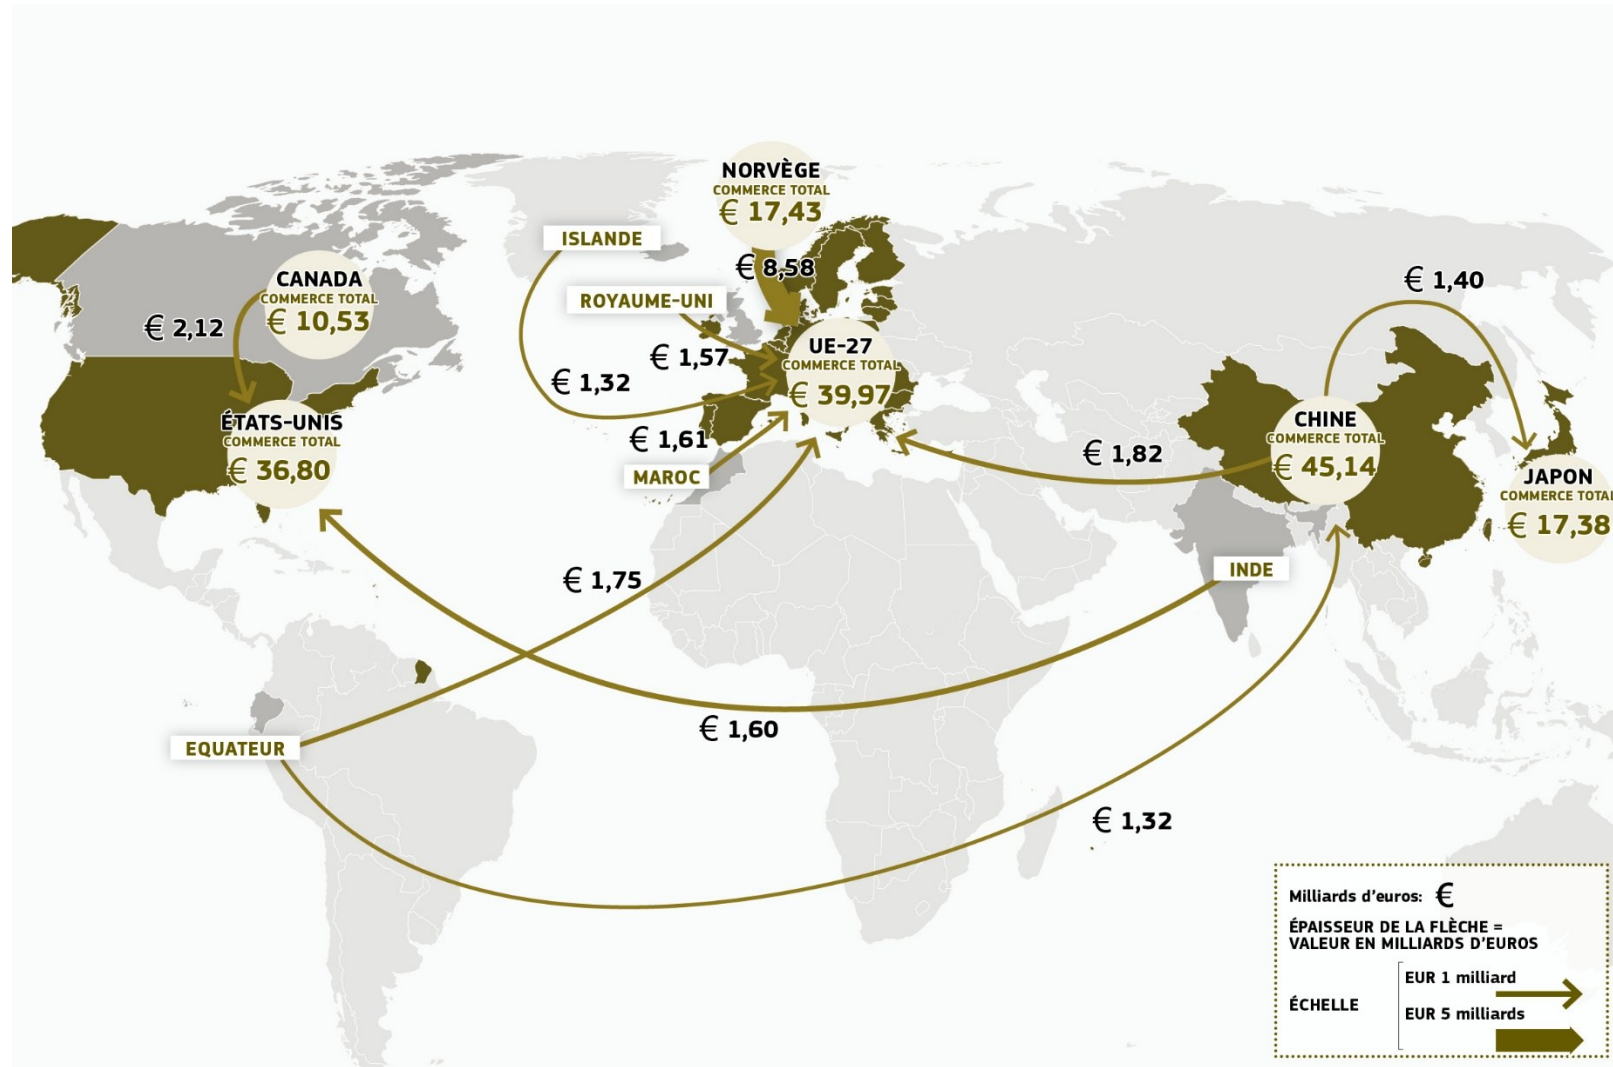 NORVÈGE
COMMERCE TOTAL
€ 17,43
ISLANDE
€ 8,58
CANADA
COMMERCE TOTAL
€ 10,53
€ 2,12
ROYAUME-UNI
€ 1,57
€ 1,32
UE-27
COMMERCE TOTAL
€ 39,97
€ 1,40
ÉTATS-UNIS
COMMERCE TOTAL
€ 36,80
€ 1,61
MAROC
€ 1,82
CHINE
COMMERCE TOTAL
€ 45,14
JAPON
COMMERCE TOTAL
€ 17,38
€ 1,75
INDE
€ 1,60
EQUATEUR
€ 1,32
Milliards d'euros: €
ÉPAISSEUR DE LA FLÈCHE =
VALEUR EN MILLIARDS D'EUROS
ÉCHELLE
EUR 1 milliard
EUR 5 milliards